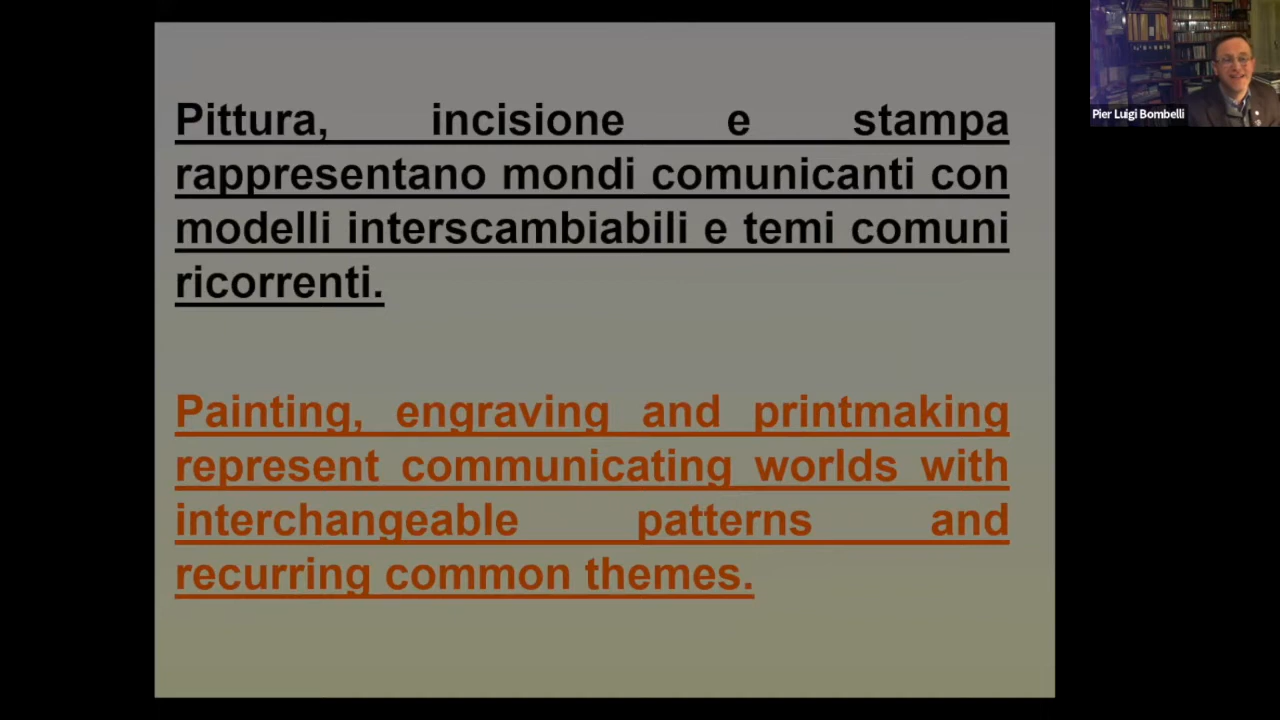 Pittura, incisione e stampa
rappresentano mondi comunicanti con
modelli interscambiabili e temi comuni
ricorrenti.
Painting, engraving and printmaking
represent communicating worlds with
interchangeable patterns and
recurring common themes.
Pier Luigi Bombelli